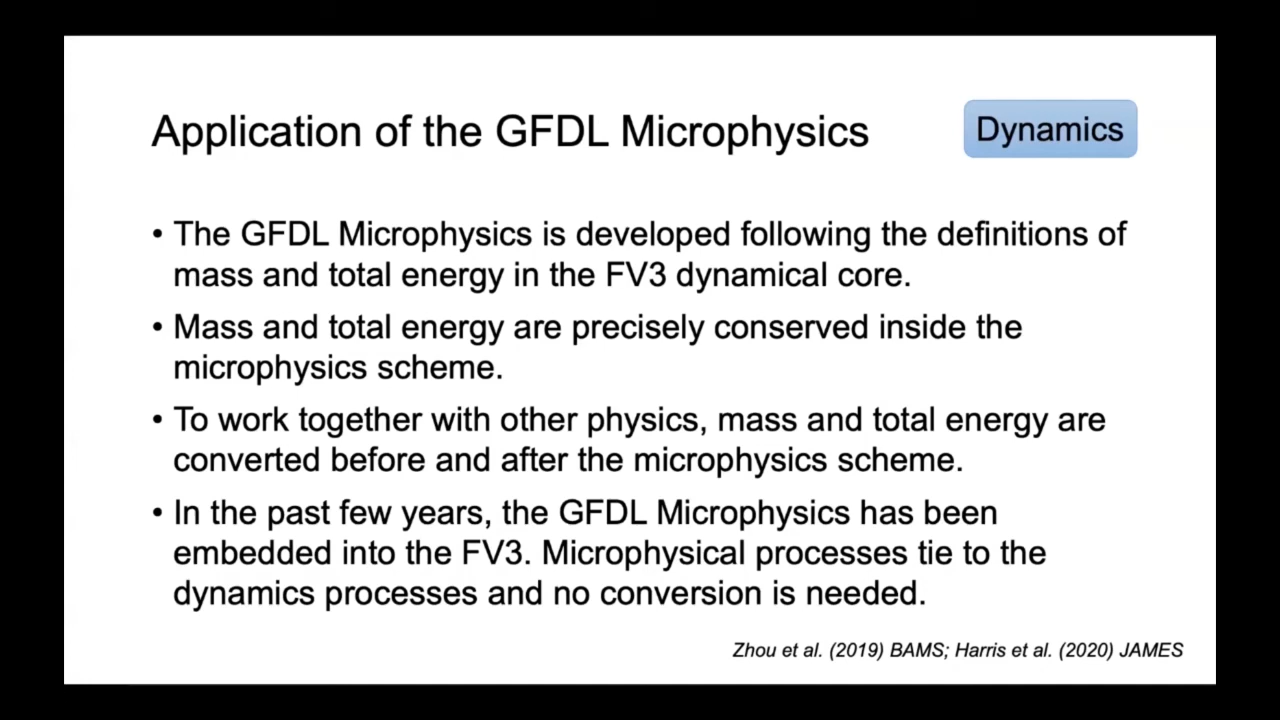 Application of the GFDL Microphysics
Dynamics
• The GFDL Microphysics is developed following the definitions of
mass and total energy in the FV3 dynamical core.
• Mass and total energy are precisely conserved inside the
microphysics scheme.
• To work together with other physics, mass and total energy are
converted before and after the microphysics scheme.
• In the past few years, the GFDL Microphysics has been
embedded into the FV3. Microphysical processes tie to the
dynamics processes and no conversion is needed.
Zhou et al. (2019) BAMS; Harris et al. (2020) JAMES